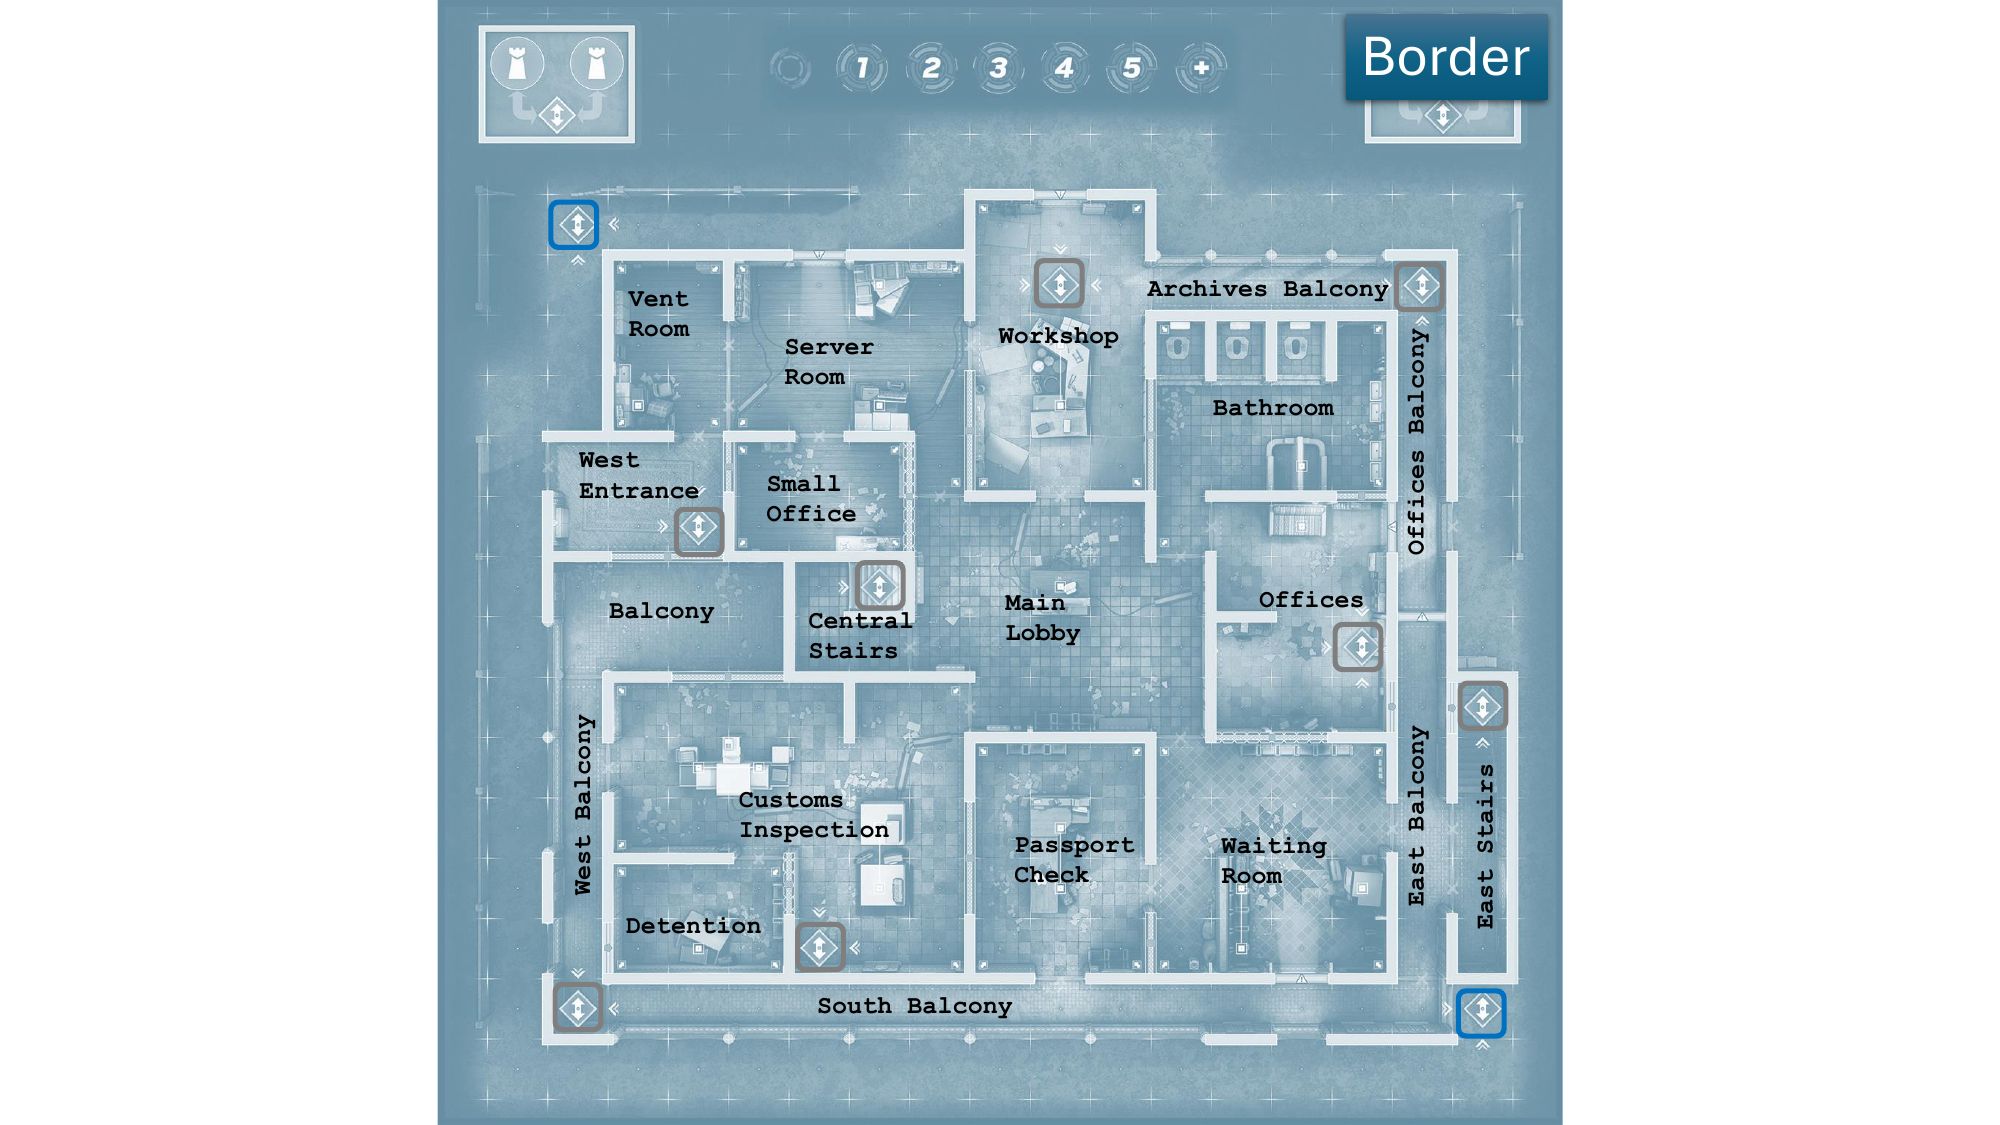 1 2 3 4 5 +
Border
Vent
Room
Server
Room
Workshop
Archives Balcony
Bathroom
Offices Balcony
West
Entrance
Small
Office
Balcony
Central
Stairs
Main
Lobby
Offices
West Balcony
Customs
Inspection
Passport
Check
Waiting
Room
East Balcony
East Stairs
Detention
South Balcony